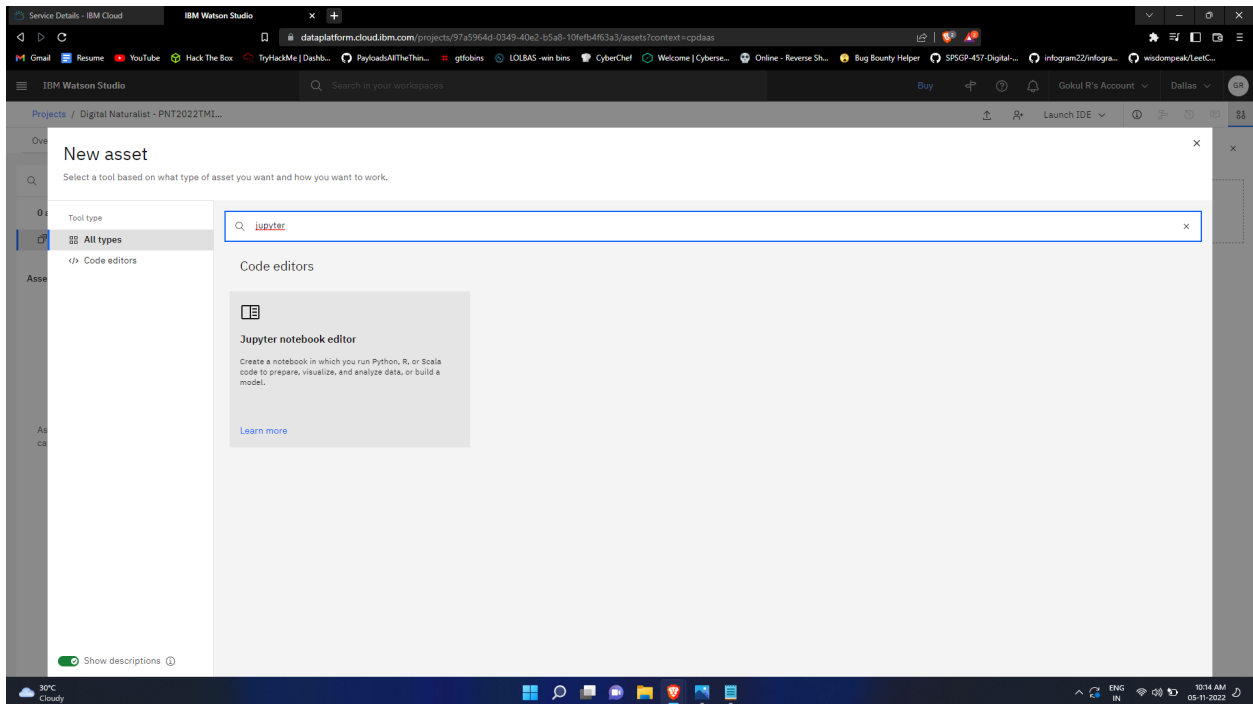 Service Details - IBM Cloud
IBM Watson Studio
dataplatform.cloud.ibm.com/projects/97a5964d-0349-40e2-b5a8-10fefb4f63a3/assets?context=cpdaas
Gmail Resume YouTube Hack The Box TryHackMe | Dashb... PayloadsAllTheThin... gtfobins LOLBAS -win bins CyberChef Welcome | Cyberse... Online - Reverse Sh... Bug Bounty Helper SPSGP-457-Digital-... infogram22/infogra... wisdompeak/LeetC...
IBM Watson Studio Search in your workspaces Buy Gokul R's Account Dallas GR
Projects / Digital Naturalist - PNT2022TMI... Launch IDE
Ove
New asset
Select a tool based on what type of asset you want and how you want to work.
0 a
Tool type
jupyter
All types
Code editors
Asse
Code editors
Jupyter notebook editor
Create a notebook in which you run Python, R, or Scala
code to prepare, visualize, and analyze data, or build a
model.
Learn more
As
ca
Show descriptions
30°C
Cloudy
ENG
IN
10:14 AM
05-11-2022